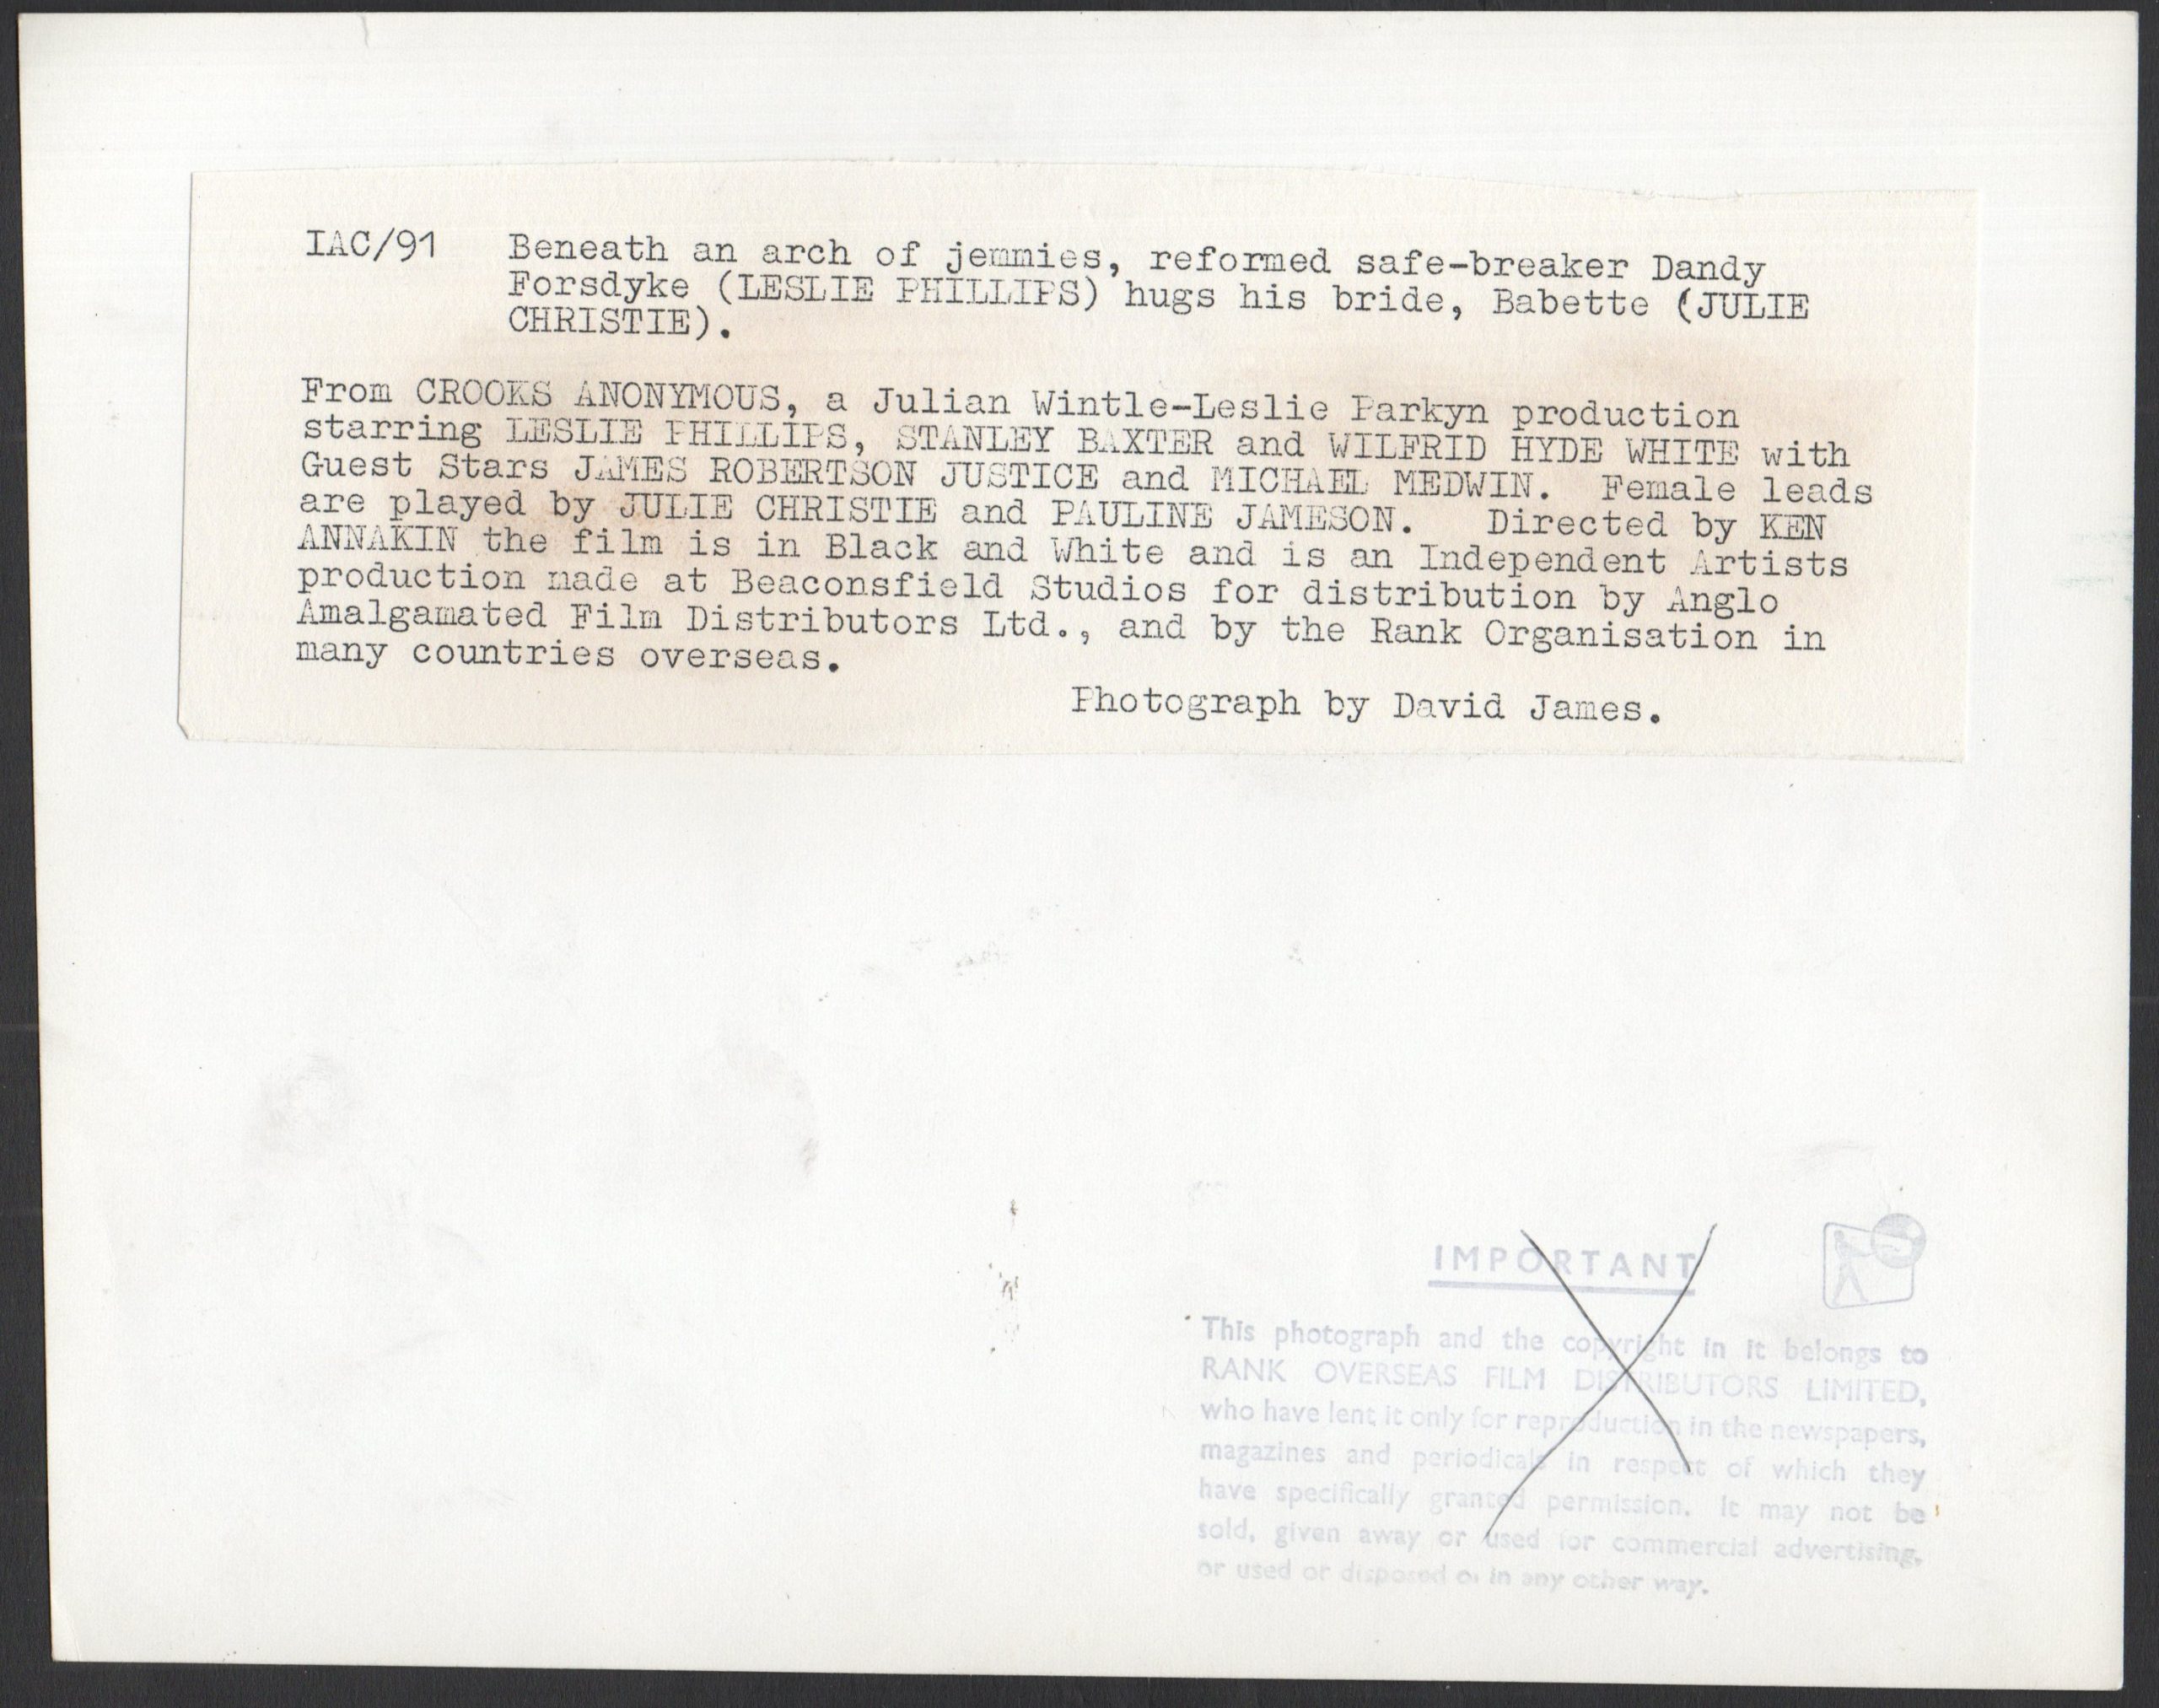 IAC/91 Beneath an arch of jemmies, reformed safe-breaker Dandy
Forsdyke (LESLIE PHILLIPS) hugs his bride, Babette (JULIE
CHRISTIE).
From CROOKS ANONYMOUS, a Julian Wintle-Leslie Parkyn production
starring LESLIE PHILLIPS, STANLEY BAXTER and WILFRID HYDE WHITE with
Guest Stars JAMES ROBERTSON JUSTICE and MICHAEL MEDWIN. Female leads
are played by JULIE CHRISTIE and PAULINE JAMESON. Directed by KEN
ANNAKIN the film is in Black and White and is an Independent Artists
production made at Beaconsfield Studios for distribution by Anglo
Amalgamated Film Distributors Ltd., and by the Rank Organisation in
many countries overseas.
Photograph by David James.
IMPORTANT
This photograph and the copyright in it belongs to
RANK OVERSEAS FILM DISTRIBUTORS LIMITED,
who have lent it only for reproduction in the newspapers,
magazines and periodicals in respect of which they
have specifically granted permission. It may not be
sold, given away or used for commercial advertising,
or used or disposed of in any other way.